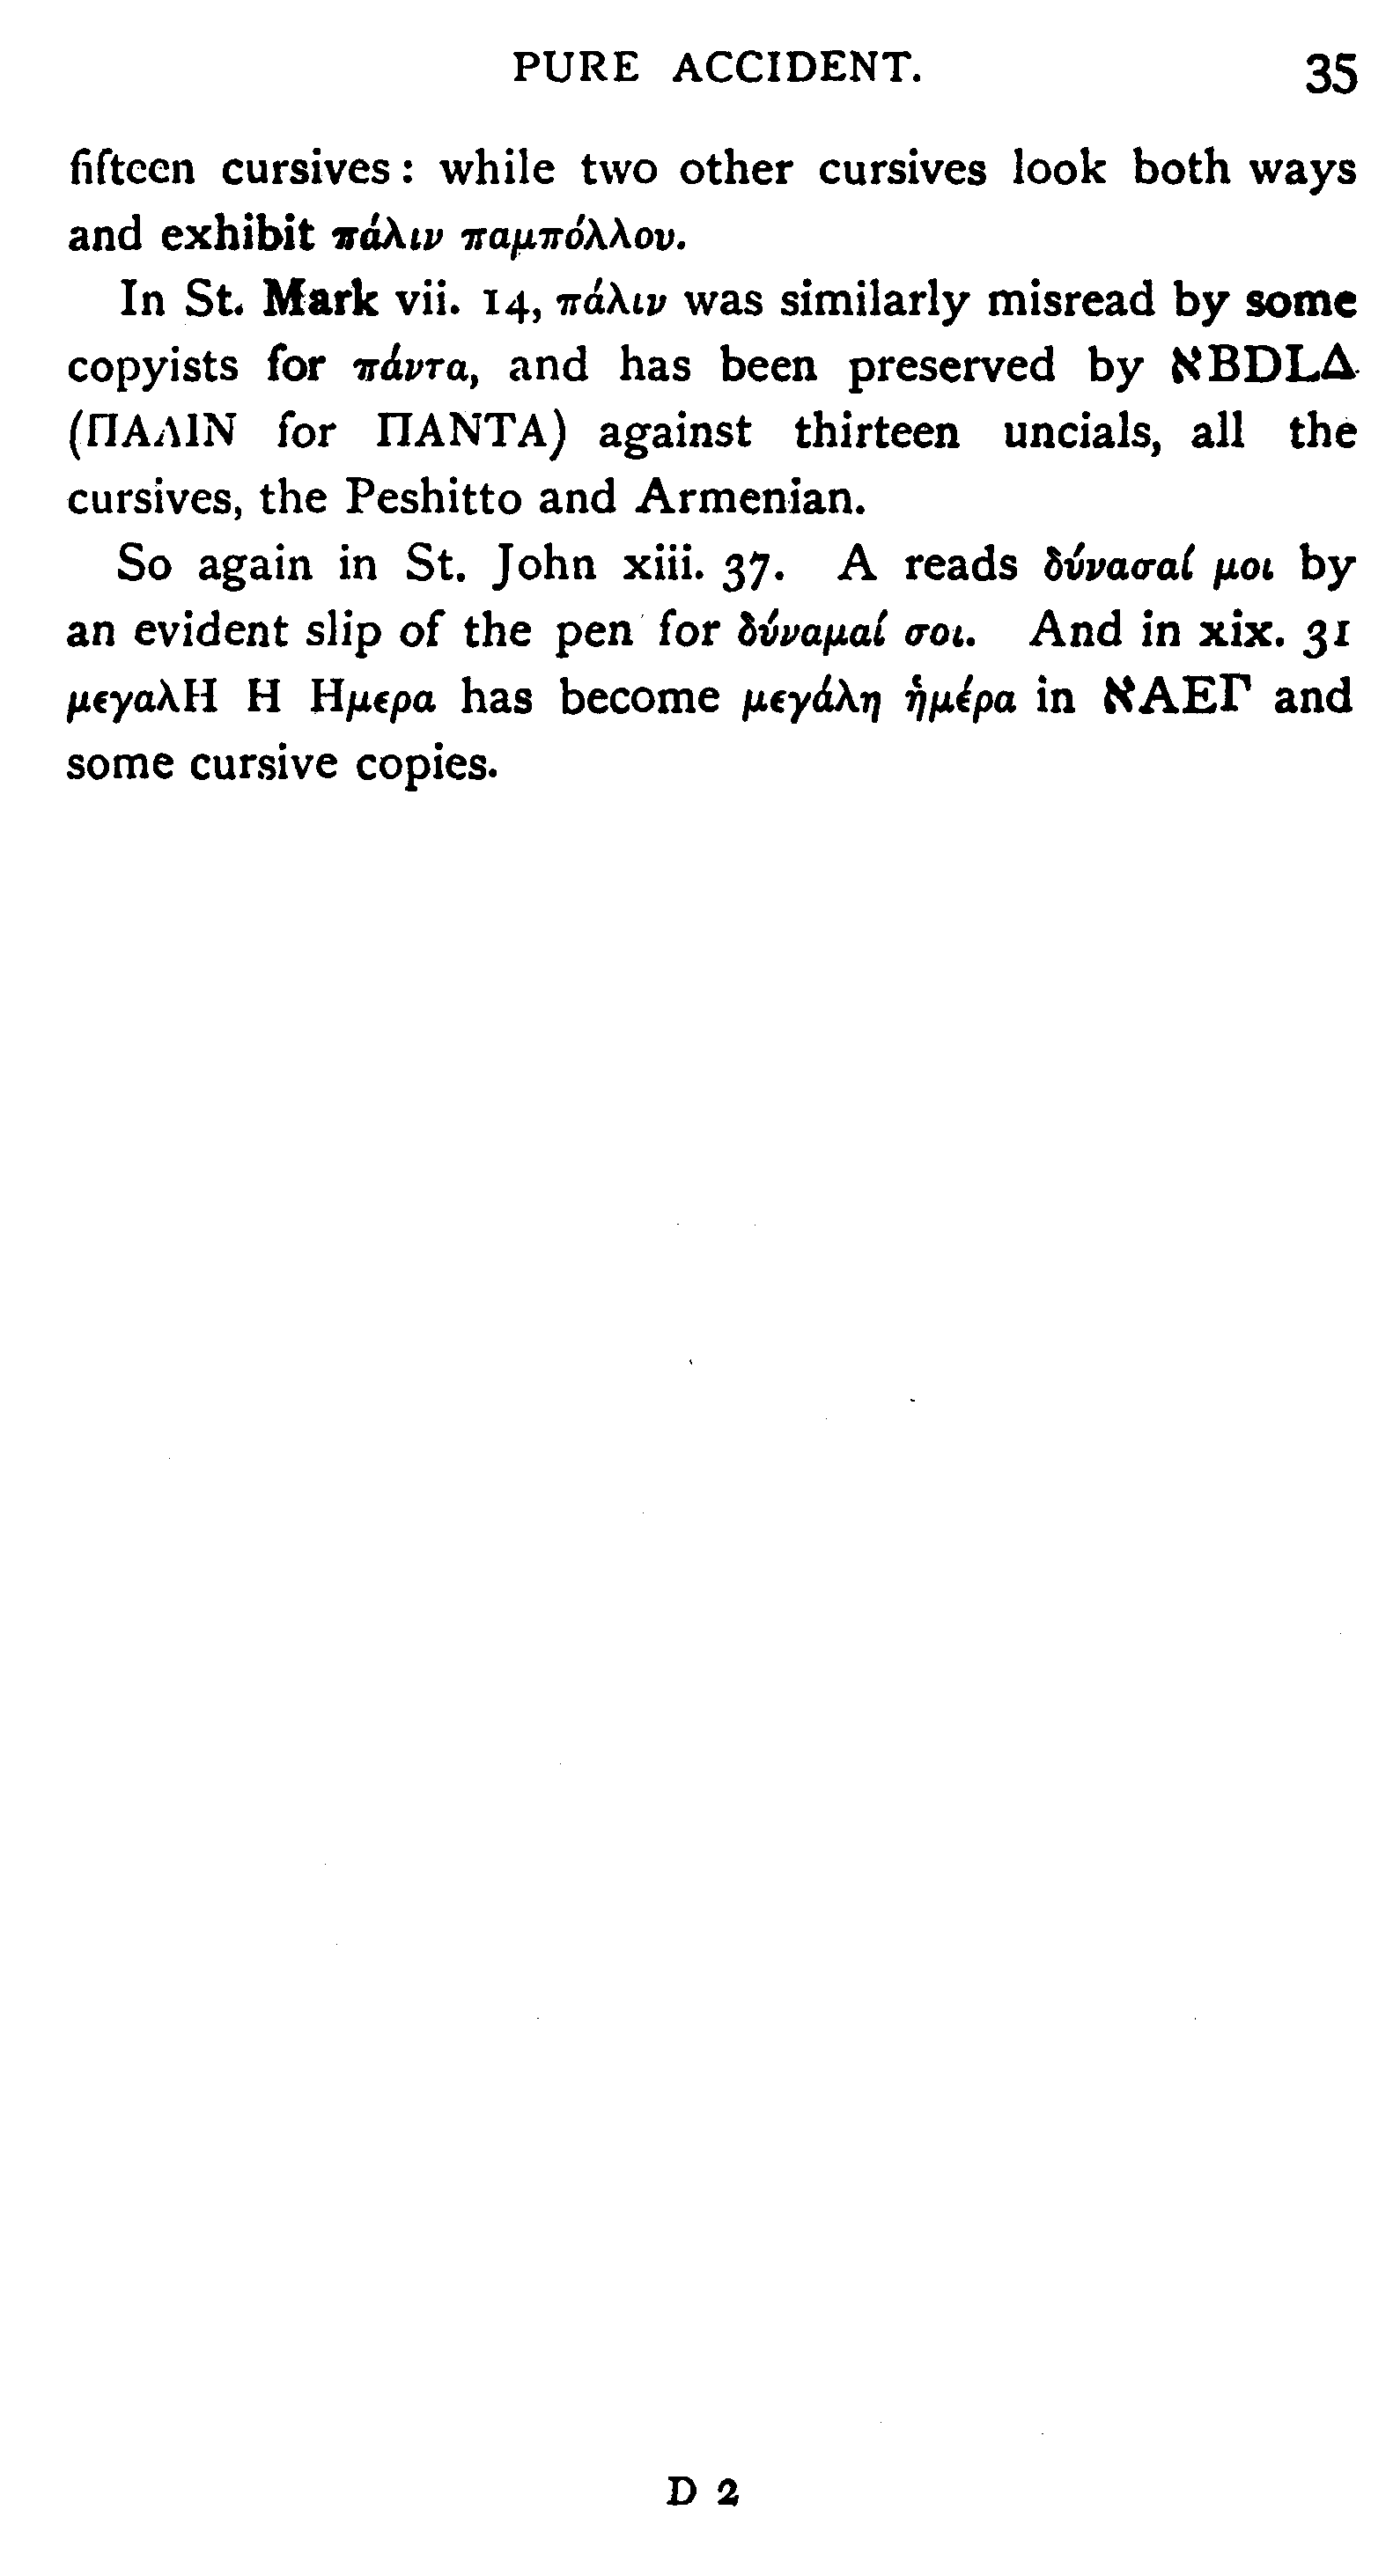 PURE ACCIDENT. 35
fifteen cursives: while two other cursives look both ways
and exhibit πάλιν παμπόλλου.
In St. Mark vii. 14, πάλιν was similarly misread by some
copyists for πάντα, and has been preserved by ℵBDLΔ
(ΠΑΛΙΝ for ΠΑΝΤΑ) against thirteen uncials, all the
cursives, the Peshitto and Armenian.
So again in St. John xiii. 37. A reads δύνασαί μοι by
an evident slip of the pen for δύναμαί σοι. And in xix. 31
μεγαλΗ Η Ημερα has become μεγάλη ἡμέρα in ℵΑΕΓ and
some cursive copies.
D 2